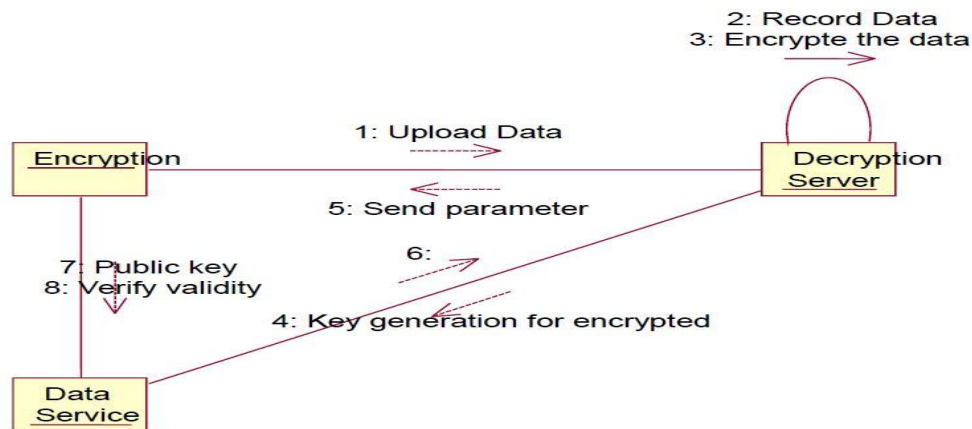 2: Record Data
3: Encrypte the data
1: Upload Data
Encryption
Decryption
Server
5: Send parameter
6:
7: Public key
8: Verify validity
4: Key generation for encrypted
Data
Service